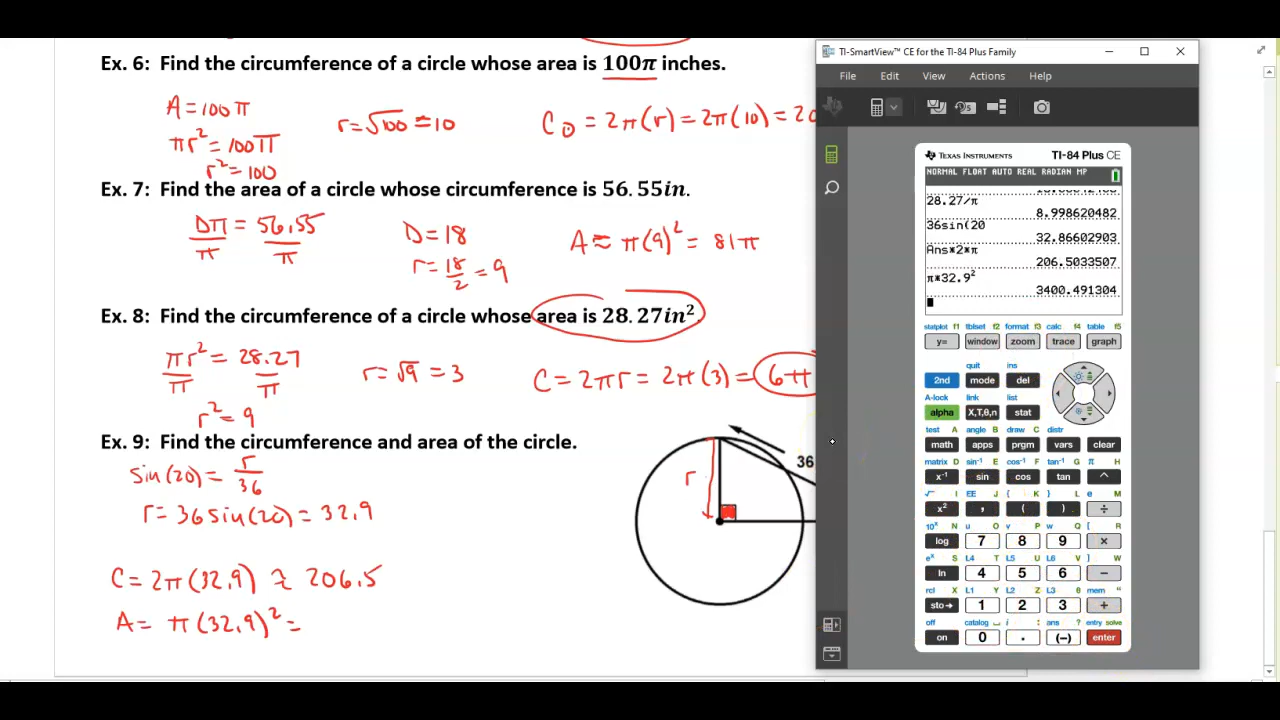 Ex. 6: Find the circumference of a circle whose area is 100π inches.
A = 100π
πr² = 100π
r² = 100
r = √100 = 10
C⊙ = 2π(r) = 2π(10) = 20
Ex. 7: Find the area of a circle whose circumference is 56.55in.
Dπ = 56.55
π π
D = 18
r = 18/2 = 9
A ≈ π(9)² = 81π
Ex. 8: Find the circumference of a circle whose area is 28.27in².
πr² = 28.27
π π
r² = 9
r = √9 = 3
C = 2πr = 2π(3) = 6π
Ex. 9: Find the circumference and area of the circle.
sin(20) = r/36
r = 36sin(20) = 32.9
C = 2π(32.9) ≈ 206.5
A = π(32.9)² =
r
36
TI-SmartView™ CE for the TI-84 Plus Family
File Edit View Actions Help
TEXAS INSTRUMENTS TI-84 Plus CE
NORMAL FLOAT AUTO REAL RADIAN MP
28.27/π
8.998620482
36sin(20
32.86602903
Ans*2*π
206.5033507
π*32.9²
3400.491304
statplot f1 tblset f2 format f3 calc f4 table f5
y= window zoom trace graph
quit ins
2nd mode del
A-lock link list
alpha X,T,θ,n stat
test A angle B draw C distr
math apps prgm vars clear
matrix D sin⁻¹ E cos⁻¹ F tan⁻¹ G π H
x⁻¹ sin cos tan ^
√ I EE J { K } L e M
x² , ( ) ÷
10ˣ N u O v P w Q [ R
log 7 8 9 ×
eˣ S L4 T L5 U L6 V ] W
ln 4 5 6 −
rcl X L1 Y L2 Z L3 θ mem "
sto→ 1 2 3 +
off catalog i : ans ? entry solve
on 0 . (−) enter